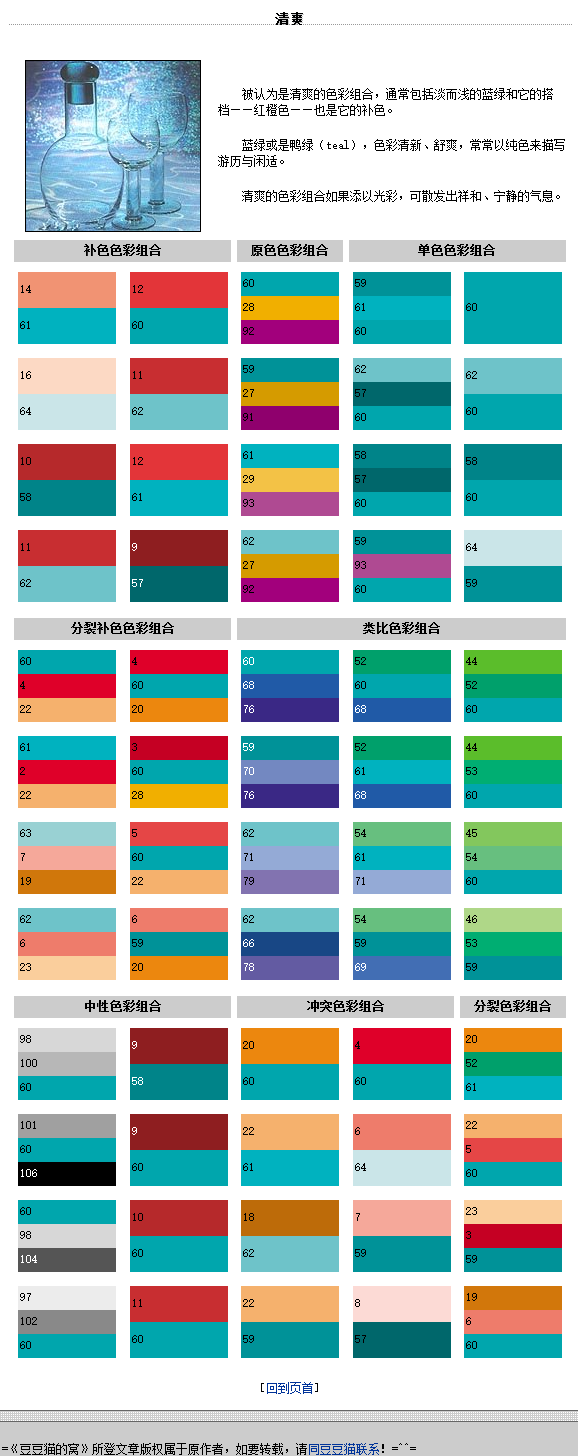 清爽
被认为是清爽的色彩组合，通常包括淡而浅的蓝绿和它的搭
档——红橙色——也是它的补色。
蓝绿或是鸭绿（teal），色彩清新、舒爽，常常以纯色来描写
游历与闲适。
清爽的色彩组合如果添以光彩，可散发出祥和、宁静的气息。
补色色彩组合 原色色彩组合 单色色彩组合
14 12 60 59 60
61 60 28 61
92 60
16 11 59 62 62
64 62 27 57 60
91 60
10 12 61 58 58
58 61 29 57 60
93 60
11 9 62 59 64
62 57 27 93 59
92 60
分裂补色色彩组合 类比色彩组合
60 4 60 52 44
4 60 68 60 52
22 20 76 68 60
61 3 59 52 44
2 60 70 61 53
22 28 76 68 60
63 5 62 54 45
7 60 71 61 54
19 22 79 71 60
62 6 62 54 46
6 59 66 59 53
23 20 78 69 59
中性色彩组合 冲突色彩组合 分裂色彩组合
98 9 20 4 20
100 58 60 60 52
60 61
101 9 22 6 22
60 60 61 64 5
106 60
60 10 18 7 23
98 60 62 59 3
104 59
97 11 22 8 19
102 60 59 57 6
60 60
[回到页首]
=《豆豆猫的窝》所登文章版权属于原作者，如要转载，请同豆豆猫联系！=^^=